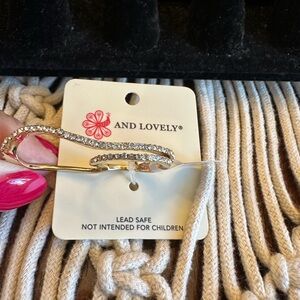 AND LOVELY®
LEAD SAFE
NOT INTENDED FOR CHILDREN